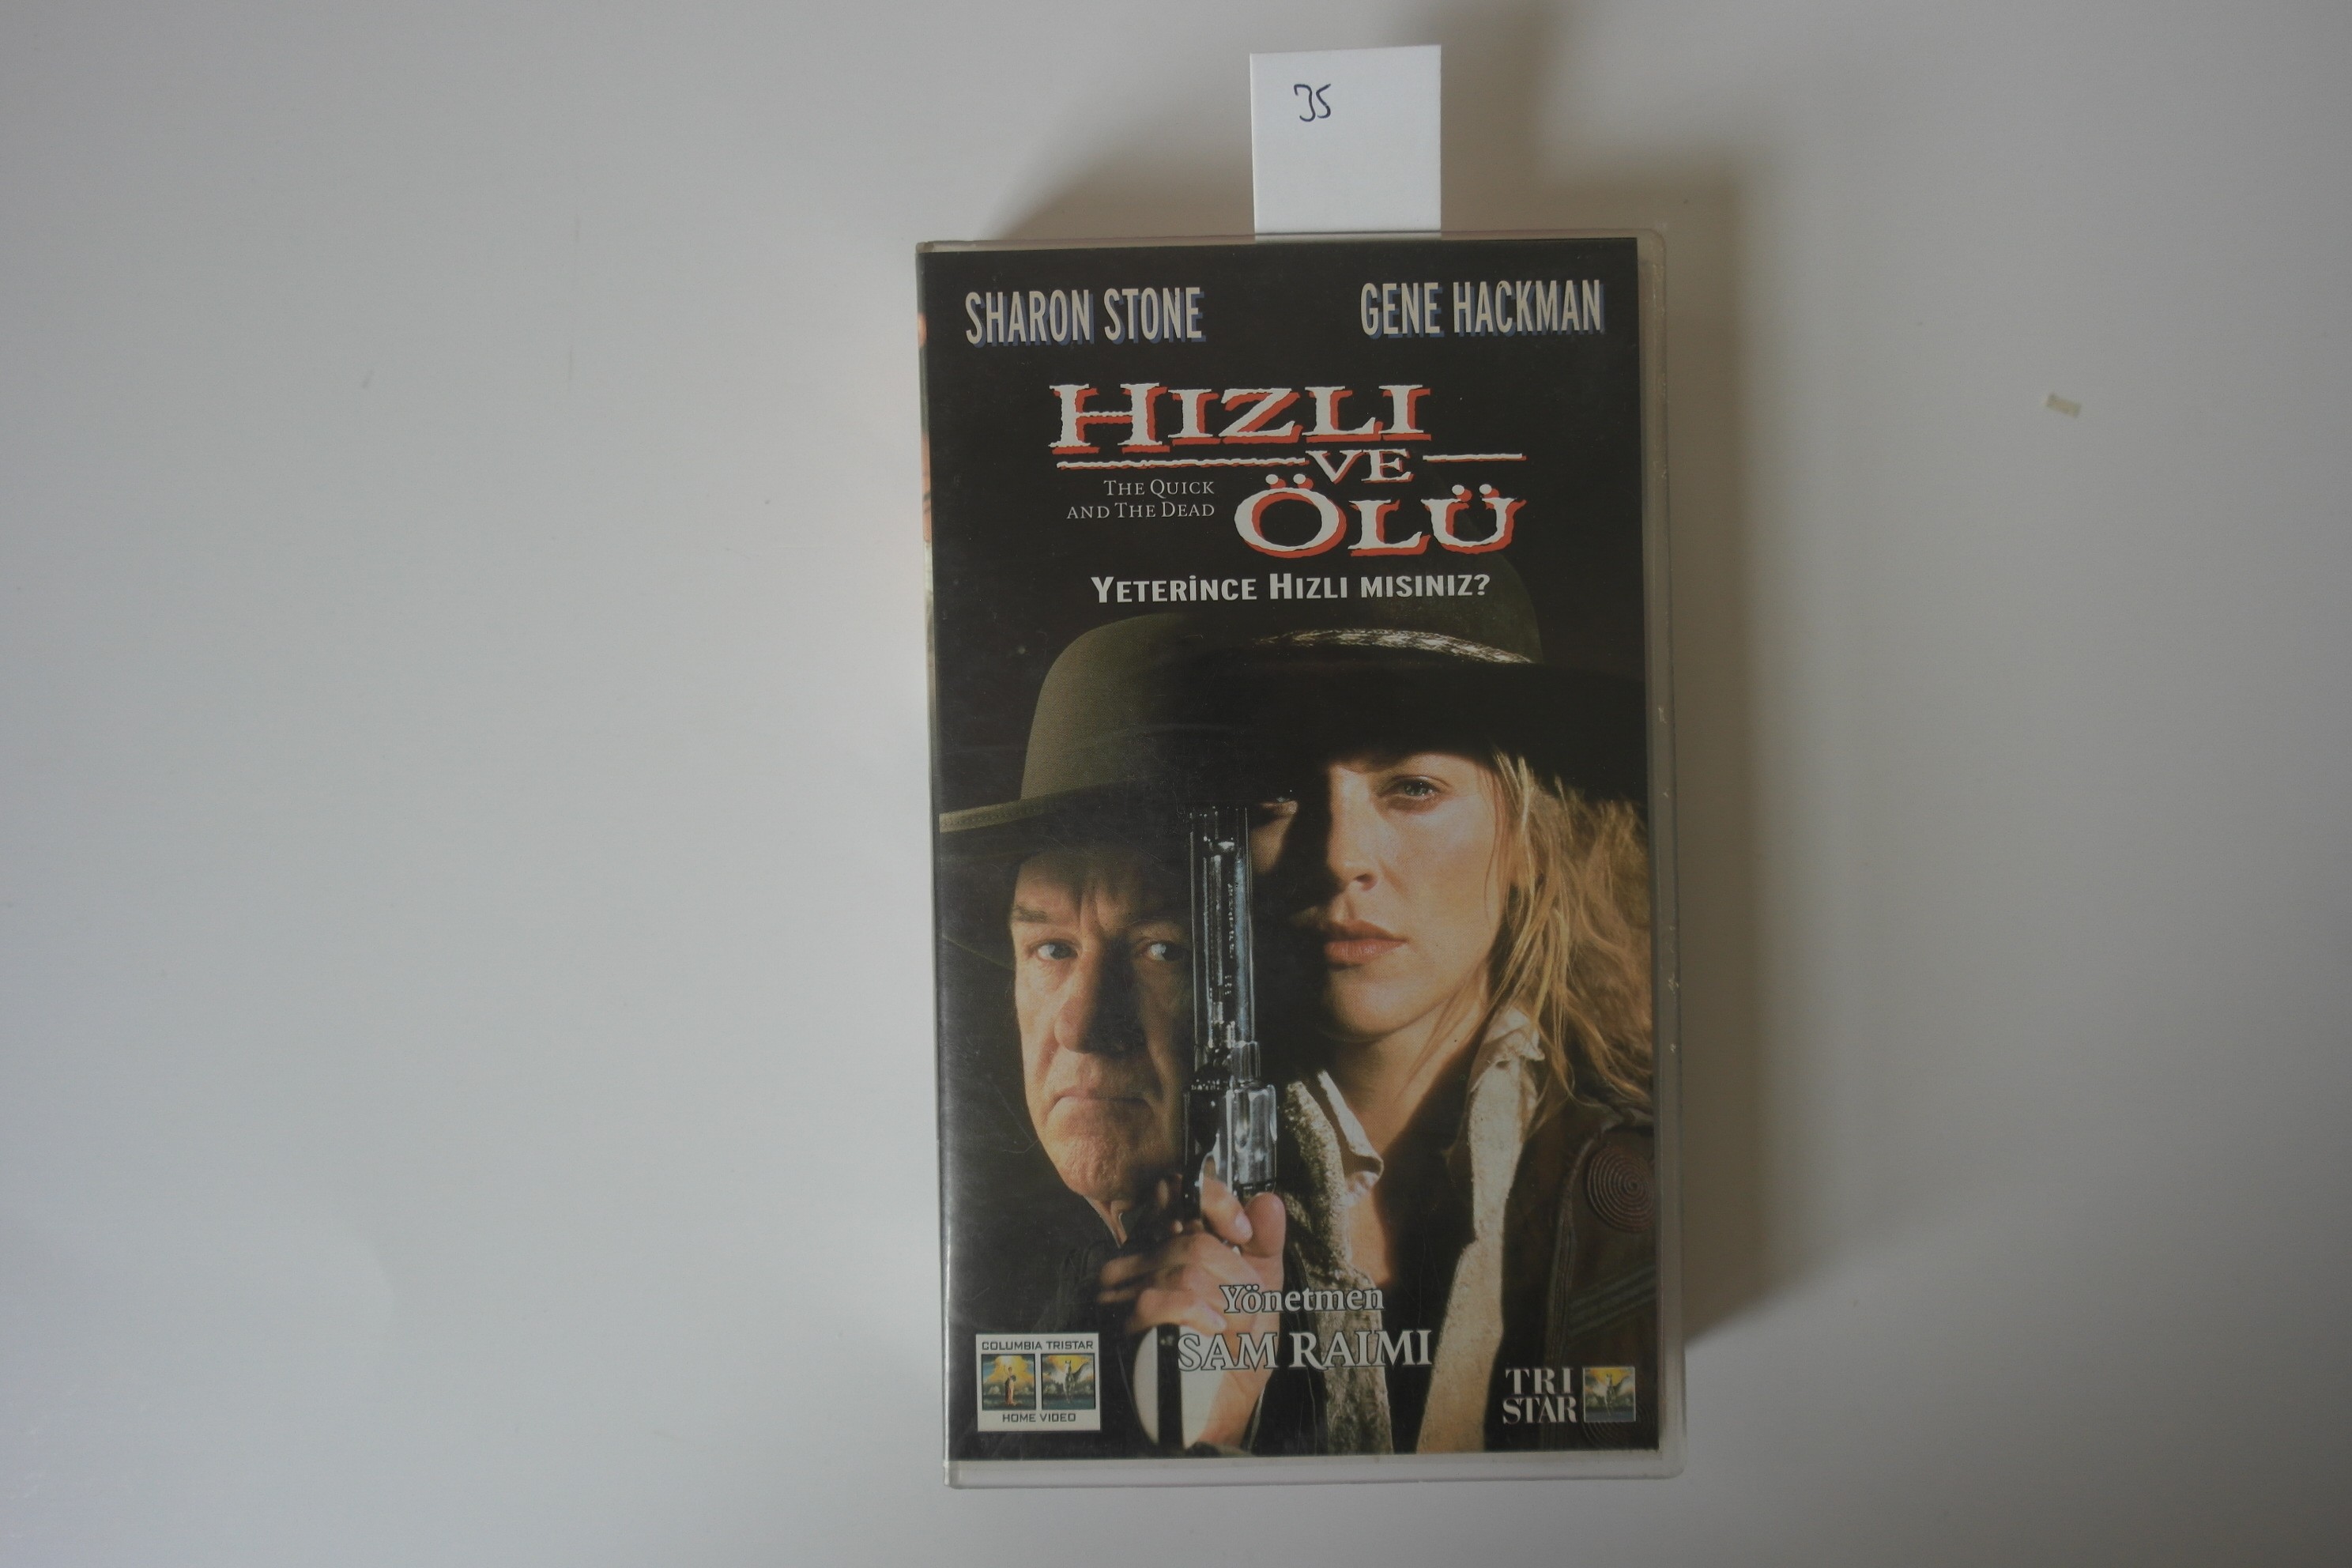 35
SHARON STONE GENE HACKMAN
HIZLI
VE
THE QUICK
AND THE DEAD
ÖLÜ
YETERİNCE HIZLI MISINIZ?
Yönetmen
SAM RAIMI
COLUMBIA TRISTAR
HOME VIDEO
TRI
STAR